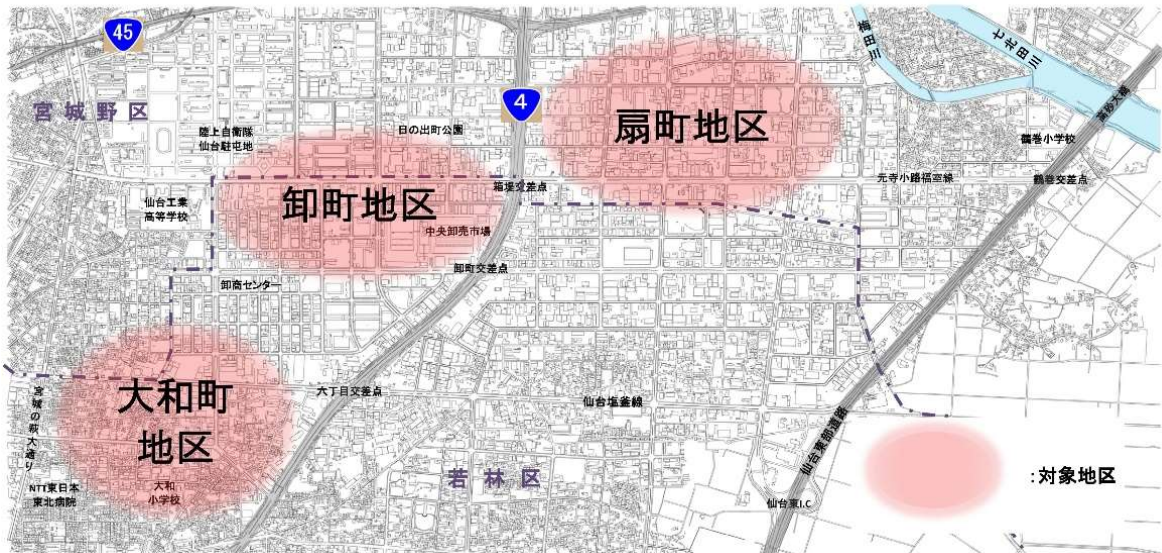 45
三田堀
七北田川
宮城野区
4
陸上自衛隊
仙台駐屯地
日の出町公園
扇町地区
鶴巻小学校
箱堤交差点
元寺小路福室線
鶴巻交差点
仙台工業
高等学校
卸町地区
中央卸売市場
卸町交差点
卸商センター
大和町
地区
宮城の萩大通り
六丁目交差点
仙台塩釜線
仙台東部道路
若林区
NTT東日本
東北病院
大和
小学校
仙台東I.C
:対象地区